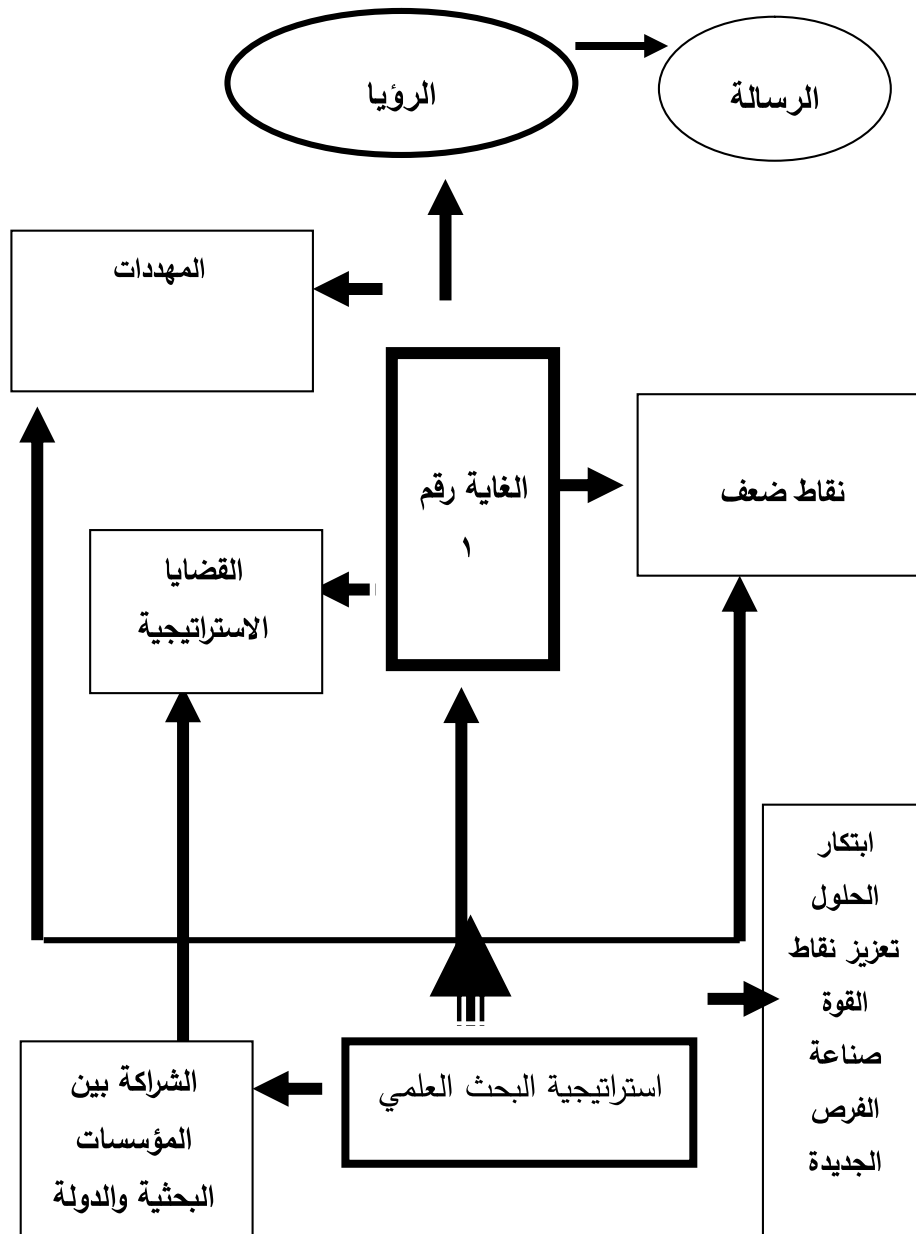 الرؤيا
الرسالة
المهددات
الغاية رقم
١
نقاط ضعف
القضايا
الاستراتيجية
ابتكار
الحلول
تعزيز نقاط
القوة
صناعة
الفرص
الجديدة
استراتيجية البحث العلمي
الشراكة بين
المؤسسات
البحثية والدولة